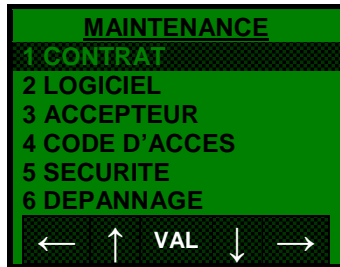 MAINTENANCE
1 CONTRAT
2 LOGICIEL
3 ACCEPTEUR
4 CODE D’ACCES
5 SECURITE
6 DEPANNAGE
← ↑ VAL ↓ →